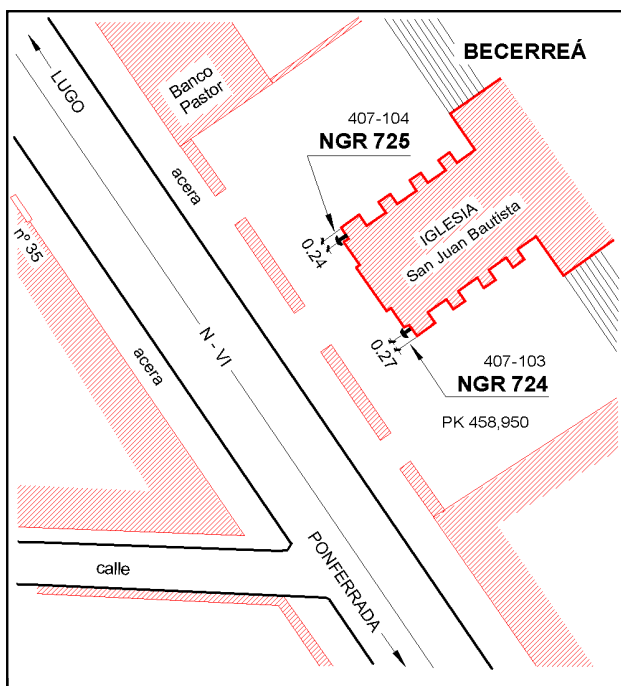 BECERREÁ
LUGO
Banco
Pastor
407-104
NGR 725
acera
IGLESIA
San Juan Bautista
nº 35
0.24
N - VI
acera
0.27
407-103
NGR 724
PK 458,950
calle
PONFERRADA